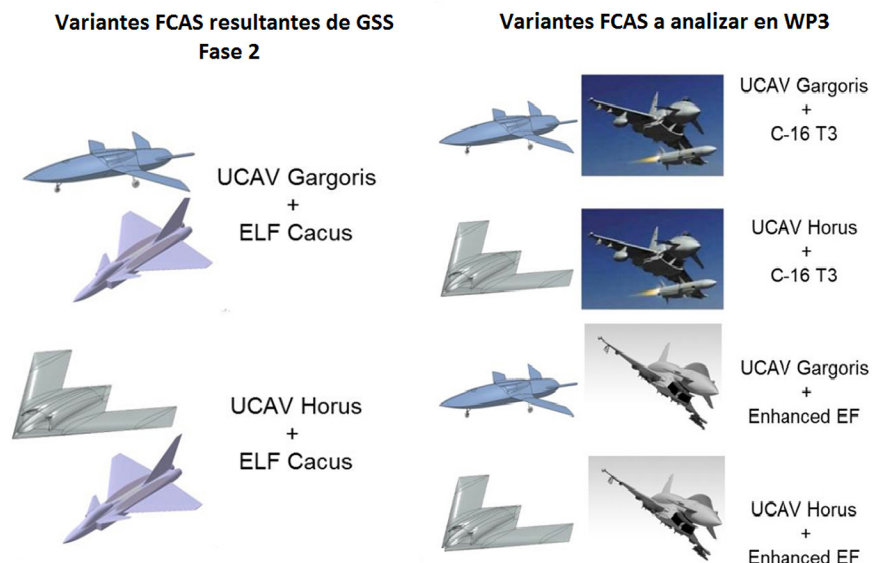 Variantes FCAS resultantes de GSS
Fase 2
UCAV Gargoris
+
ELF Cacus
UCAV Horus
+
ELF Cacus
Variantes FCAS a analizar en WP3
UCAV Gargoris
+
C-16 T3
UCAV Horus
+
C-16 T3
UCAV Gargoris
+
Enhanced EF
UCAV Horus
+
Enhanced EF